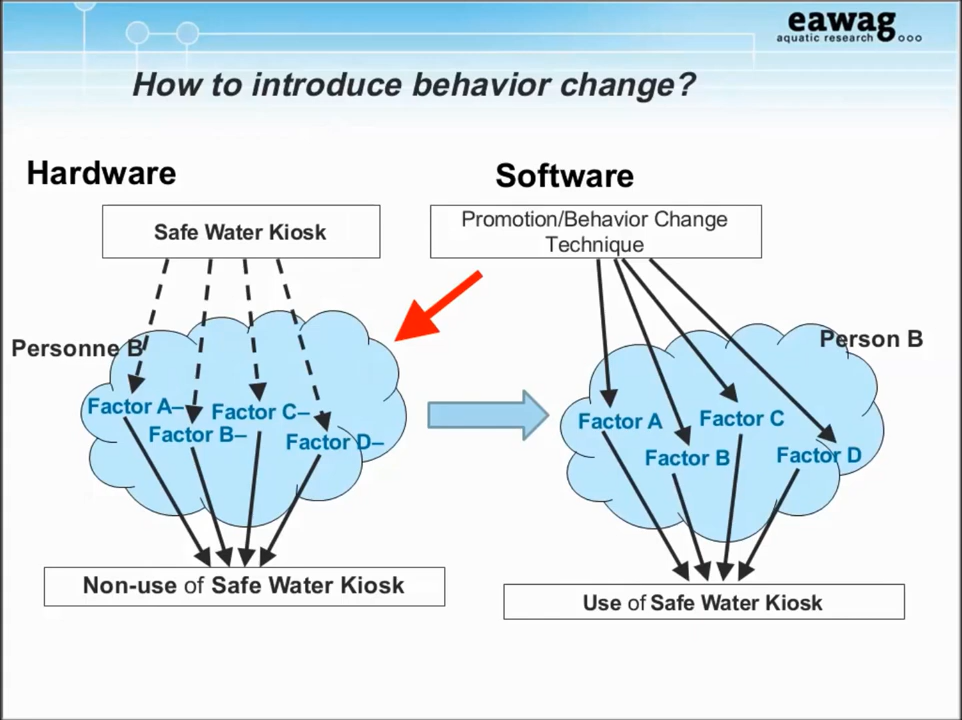 eawag
aquatic research
How to introduce behavior change?
Hardware
Software
Safe Water Kiosk
Promotion/Behavior Change
Technique
Personne B
Person B
Factor A–
Factor C–
Factor B–
Factor D–
Factor A
Factor C
Factor B
Factor D
Non-use of Safe Water Kiosk
Use of Safe Water Kiosk